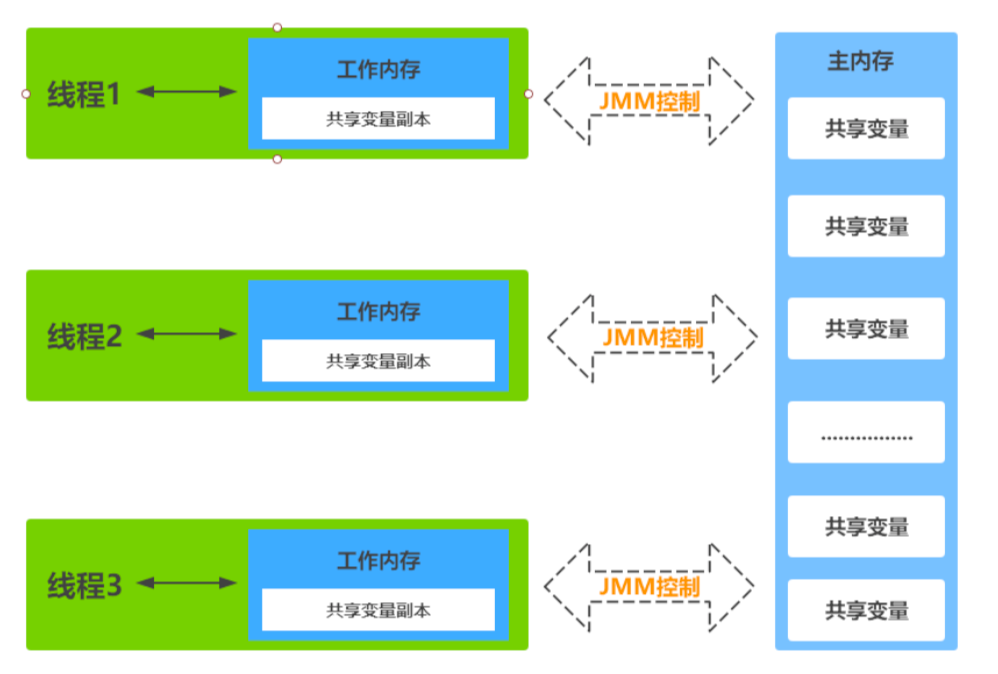 线程1
工作内存
共享变量副本
JMM控制
线程2
工作内存
共享变量副本
JMM控制
线程3
工作内存
共享变量副本
JMM控制
主内存
共享变量
共享变量
共享变量
................
共享变量
共享变量